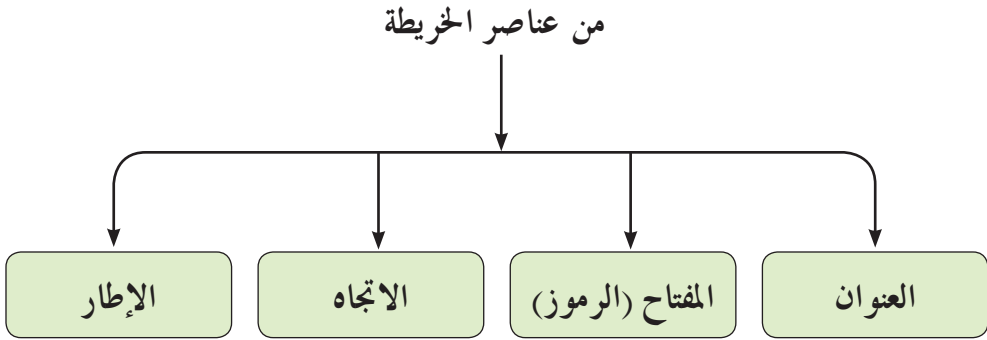 من عناصر الخريطة
العنوان
المفتاح (الرموز)
الاتجاه
الإطار